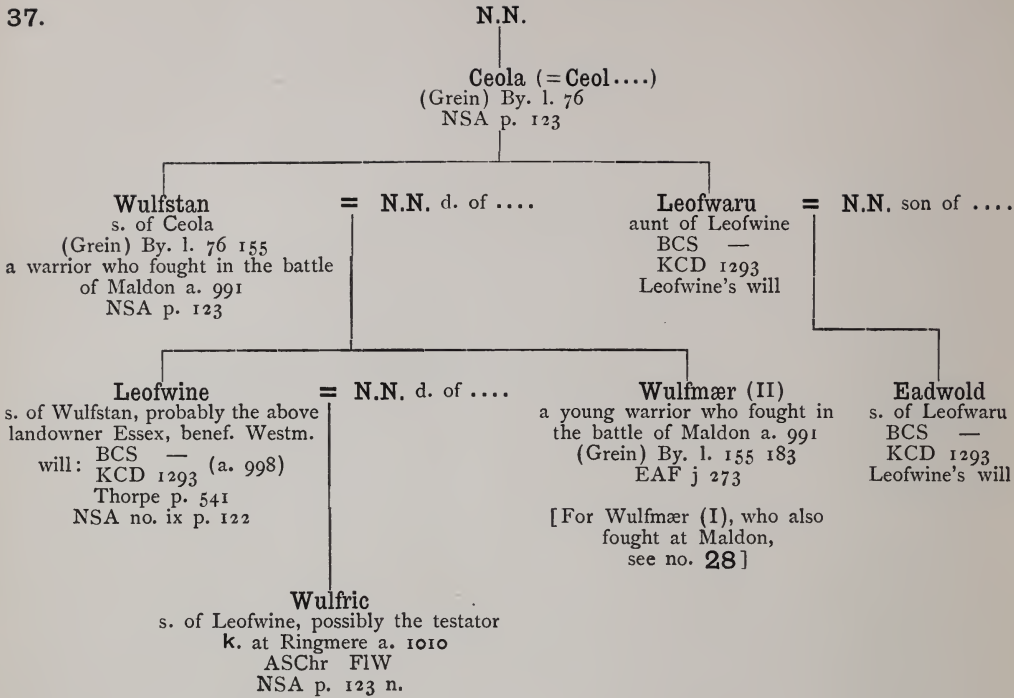 37.
N.N.
Ceola (=Ceol....)
(Grein) By. l. 76
NSA p. 123
Wulfstan
s. of Ceola
(Grein) By. l. 76 155
a warrior who fought in the battle
of Maldon a. 991
NSA p. 123
= N.N. d. of ....
Leofwaru
aunt of Leofwine
BCS —
KCD 1293
Leofwine's will
= N.N. son of ....
Leofwine
s. of Wulfstan, probably the above
landowner Essex, benef. Westm.
will: BCS —
KCD 1293 (a. 998)
Thorpe p. 541
NSA no. ix p. 122
= N.N. d. of ....
Wulfmær (II)
a young warrior who fought in
the battle of Maldon a. 991
(Grein) By. l. 155 183
EAF j 273
[For Wulfmær (I), who also
fought at Maldon,
see no. 28]
Eadwold
s. of Leofwaru
BCS —
KCD 1293
Leofwine's will
Wulfric
s. of Leofwine, possibly the testator
k. at Ringmere a. 1010
ASChr FlW
NSA p. 123 n.